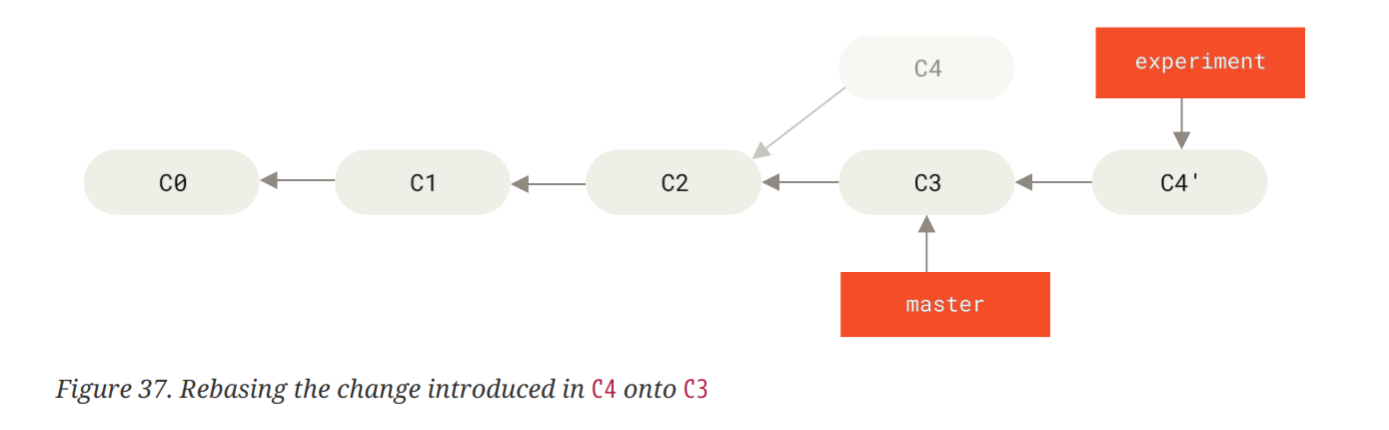 C4
experiment
C0
C1
C2
C3
C4'
master
Figure 37. Rebasing the change introduced in C4 onto C3